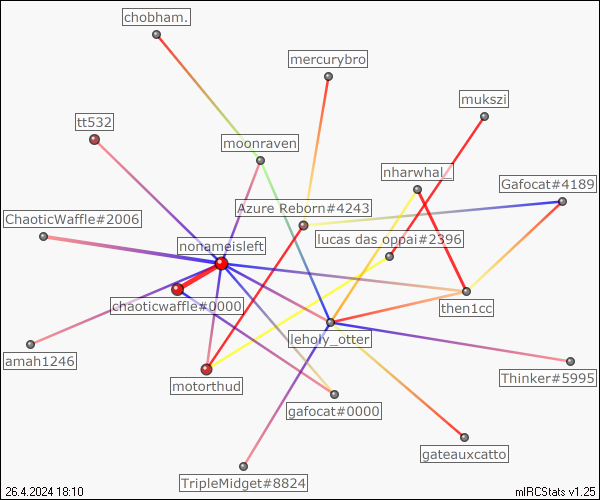 chobham.
mercurybro
mukszi
tt532
moonraven
nharwhal_
Gafocat#4189
Azure Reborn#4243
ChaoticWaffle#2006
lucas das oppai#2396
nonameisleft
chaoticwaffle#0000
then1cc
leholy_otter
amah1246
Thinker#5995
motorthud
gafocat#0000
gateauxcatto
TripleMidget#8824
26.4.2024 18:10
mIRCStats v1.25